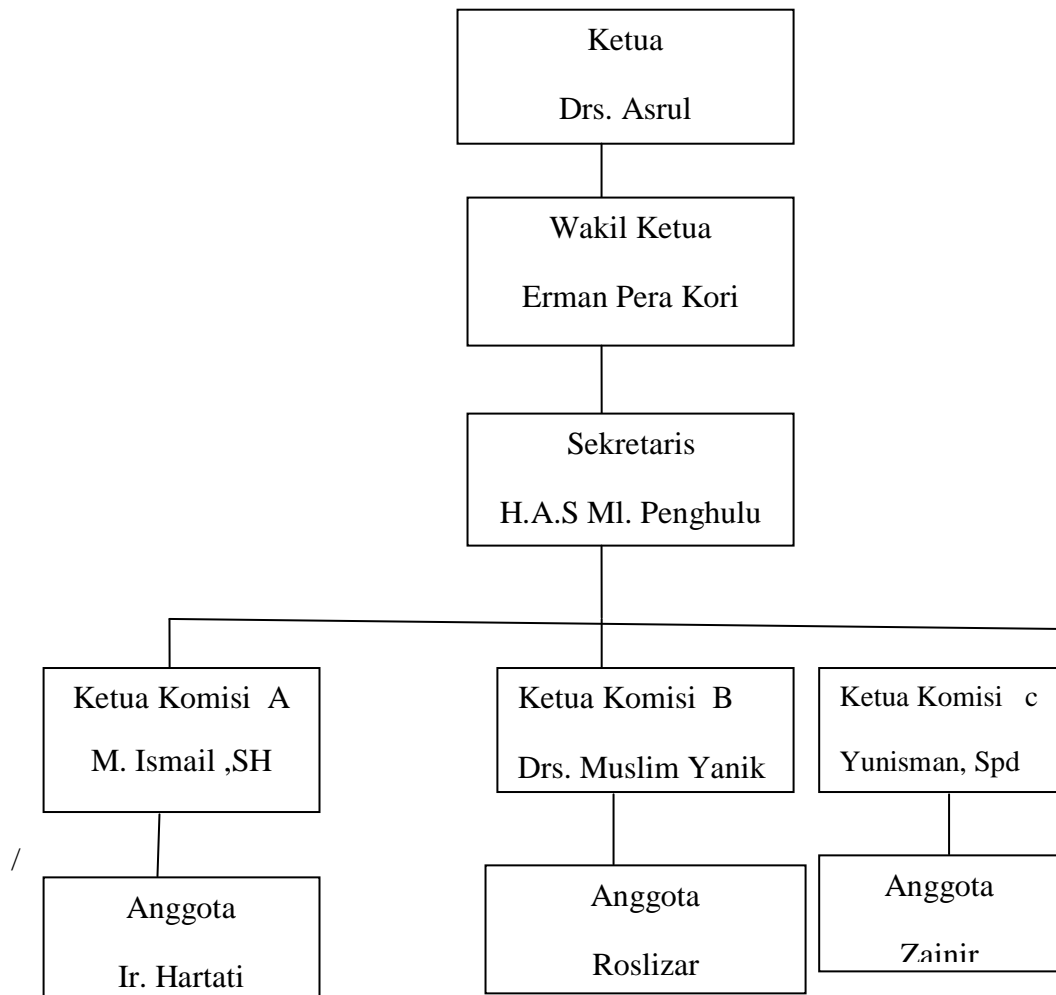 Ketua
Drs. Asrul
Wakil Ketua
Erman Pera Kori
Sekretaris
H.A.S Ml. Penghulu
Ketua Komisi A
M. Ismail ,SH
Ketua Komisi B
Drs. Muslim Yanik
Ketua Komisi c
Yunisman, Spd
/
Anggota
Ir. Hartati
Anggota
Roslizar
Anggota
Zainir